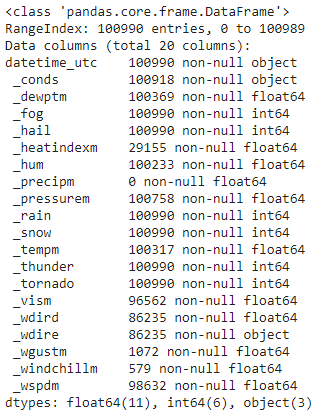 <class 'pandas.core.frame.DataFrame'>
RangeIndex: 100990 entries, 0 to 100989
Data columns (total 20 columns):
datetime_utc    100990 non-null object
 _conds         100918 non-null object
 _dewptm        100369 non-null float64
 _fog           100990 non-null int64
 _hail          100990 non-null int64
 _heatindexm    29155 non-null float64
 _hum           100233 non-null float64
 _precipm       0 non-null float64
 _pressurem     100758 non-null float64
 _rain          100990 non-null int64
 _snow          100990 non-null int64
 _tempm         100317 non-null float64
 _thunder       100990 non-null int64
 _tornado       100990 non-null int64
 _vism          96562 non-null float64
 _wdird         86235 non-null float64
 _wdire         86235 non-null object
 _wgustm        1072 non-null float64
 _windchillm    579 non-null float64
 _wspdm         98632 non-null float64
dtypes: float64(11), int64(6), object(3)